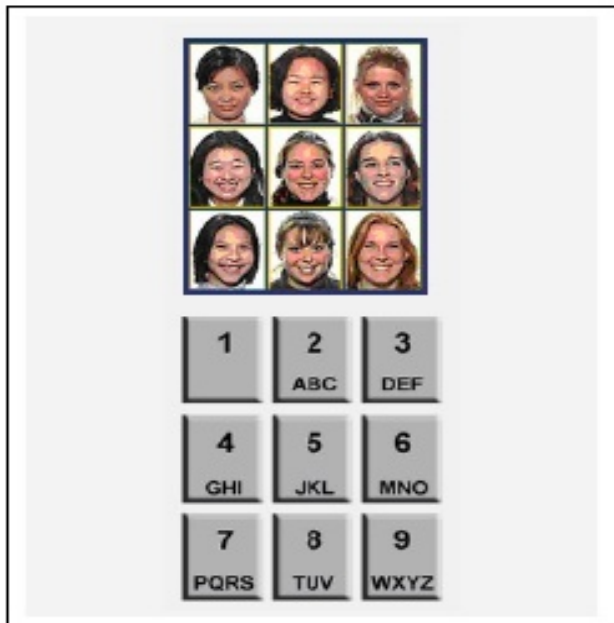 1 2 3
ABC DEF
4 5 6
GHI JKL MNO
7 8 9
PQRS TUV WXYZ